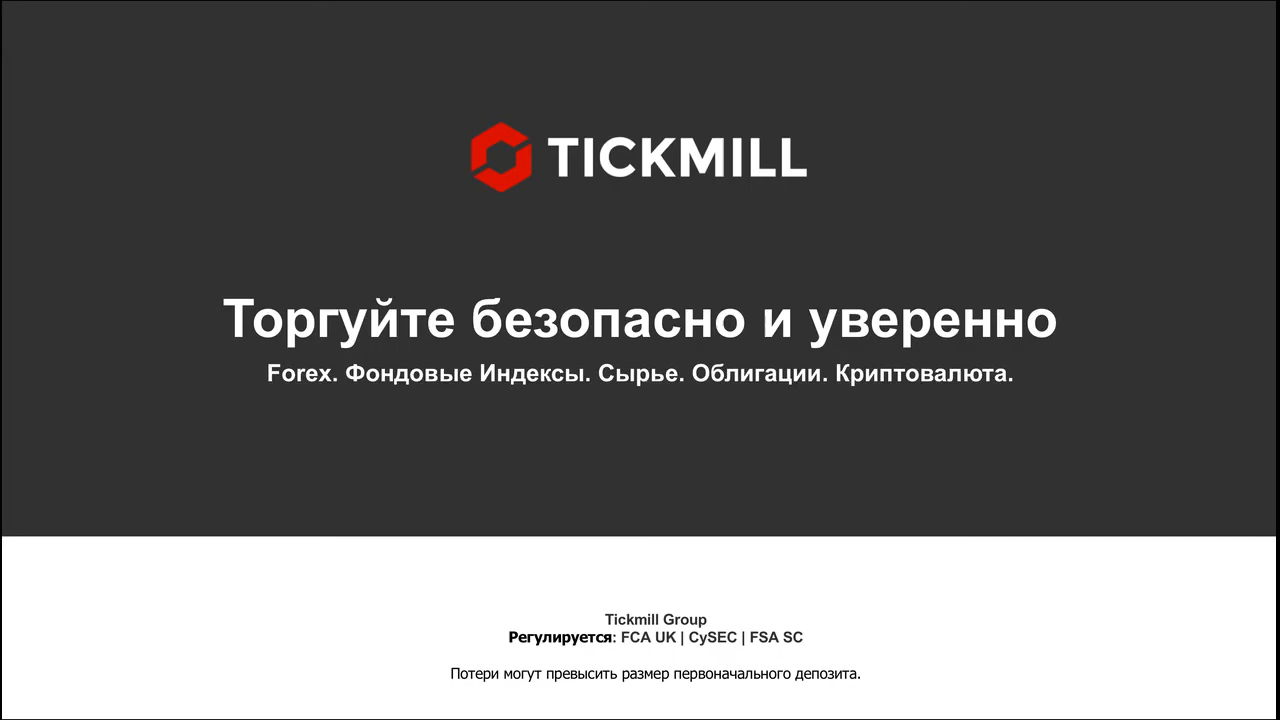 TICKMILL
Торгуйте безопасно и уверенно
Forex. Фондовые Индексы. Сырье. Облигации. Криптовалюта.
Tickmill Group
Регулируется: FCA UK | CySEC | FSA SC
Потери могут превысить размер первоначального депозита.